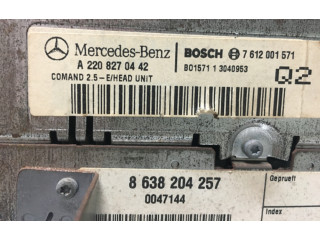 Mercedes-Benz BOSCH 7 612 001 571
A 220 827 04 42 BO1571 1 3040953
COMAND 2.5 - E/HEAD UNIT Q2
8 638 204 257 Geprueft
0047144
Index